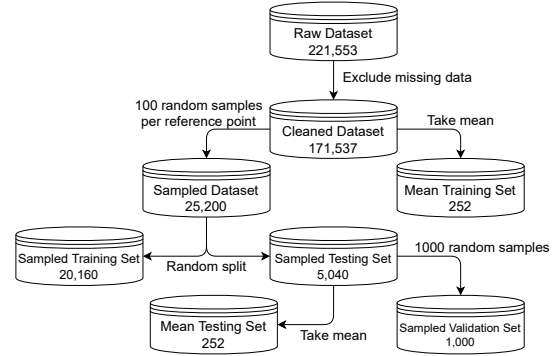 Raw Dataset
221,553
Exclude missing data
100 random samples
per reference point
Cleaned Dataset
171,537
Take mean
Sampled Dataset
25,200
Mean Training Set
252
Sampled Training Set
20,160
Random split
Sampled Testing Set
5,040
1000 random samples
Mean Testing Set
252
Take mean
Sampled Validation Set
1,000